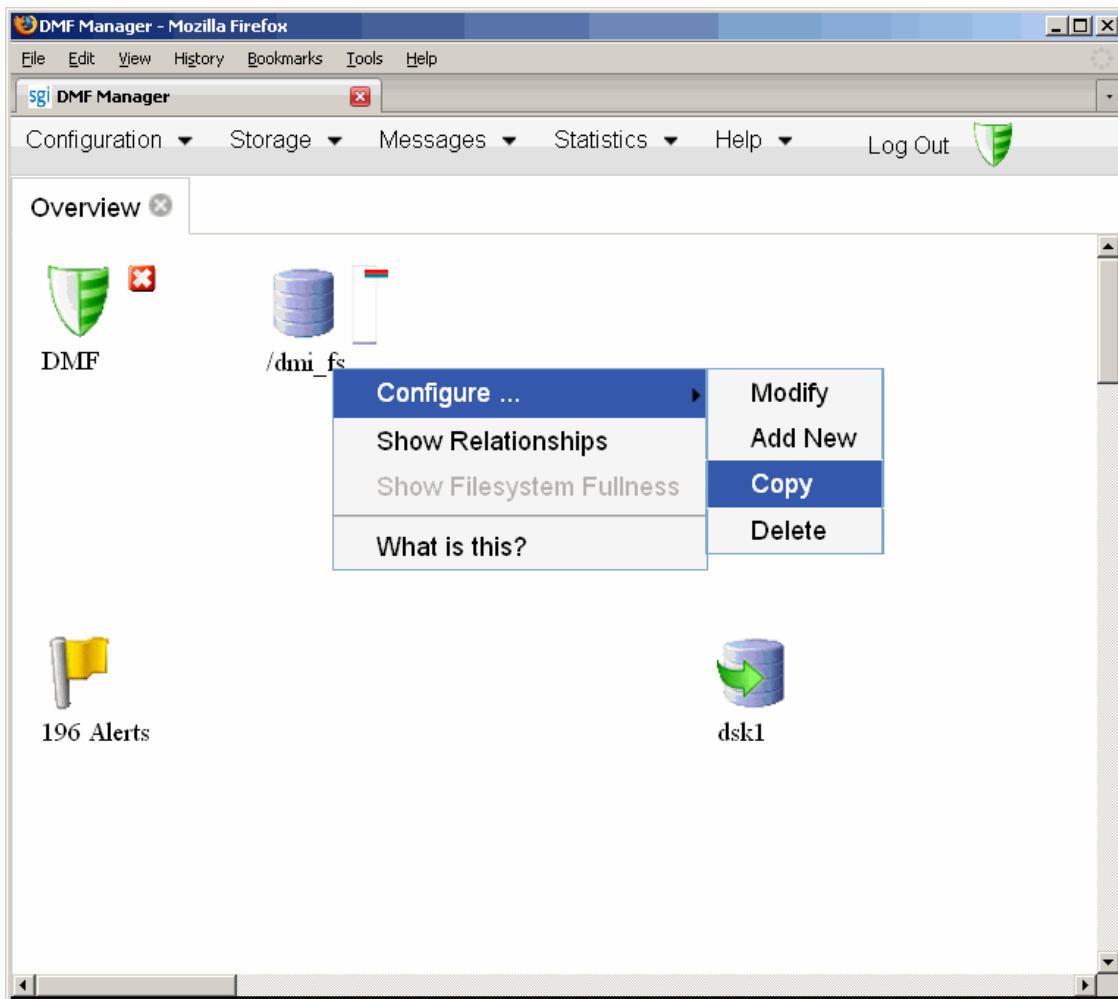 DMF Manager - Mozilla Firefox
File Edit View History Bookmarks Tools Help
sgi DMF Manager
Configuration Storage Messages Statistics Help Log Out
Overview
DMF /dmi_fs
Configure ... Modify
Show Relationships Add New
Show Filesystem Fullness Copy
What is this? Delete
196 Alerts dsk1